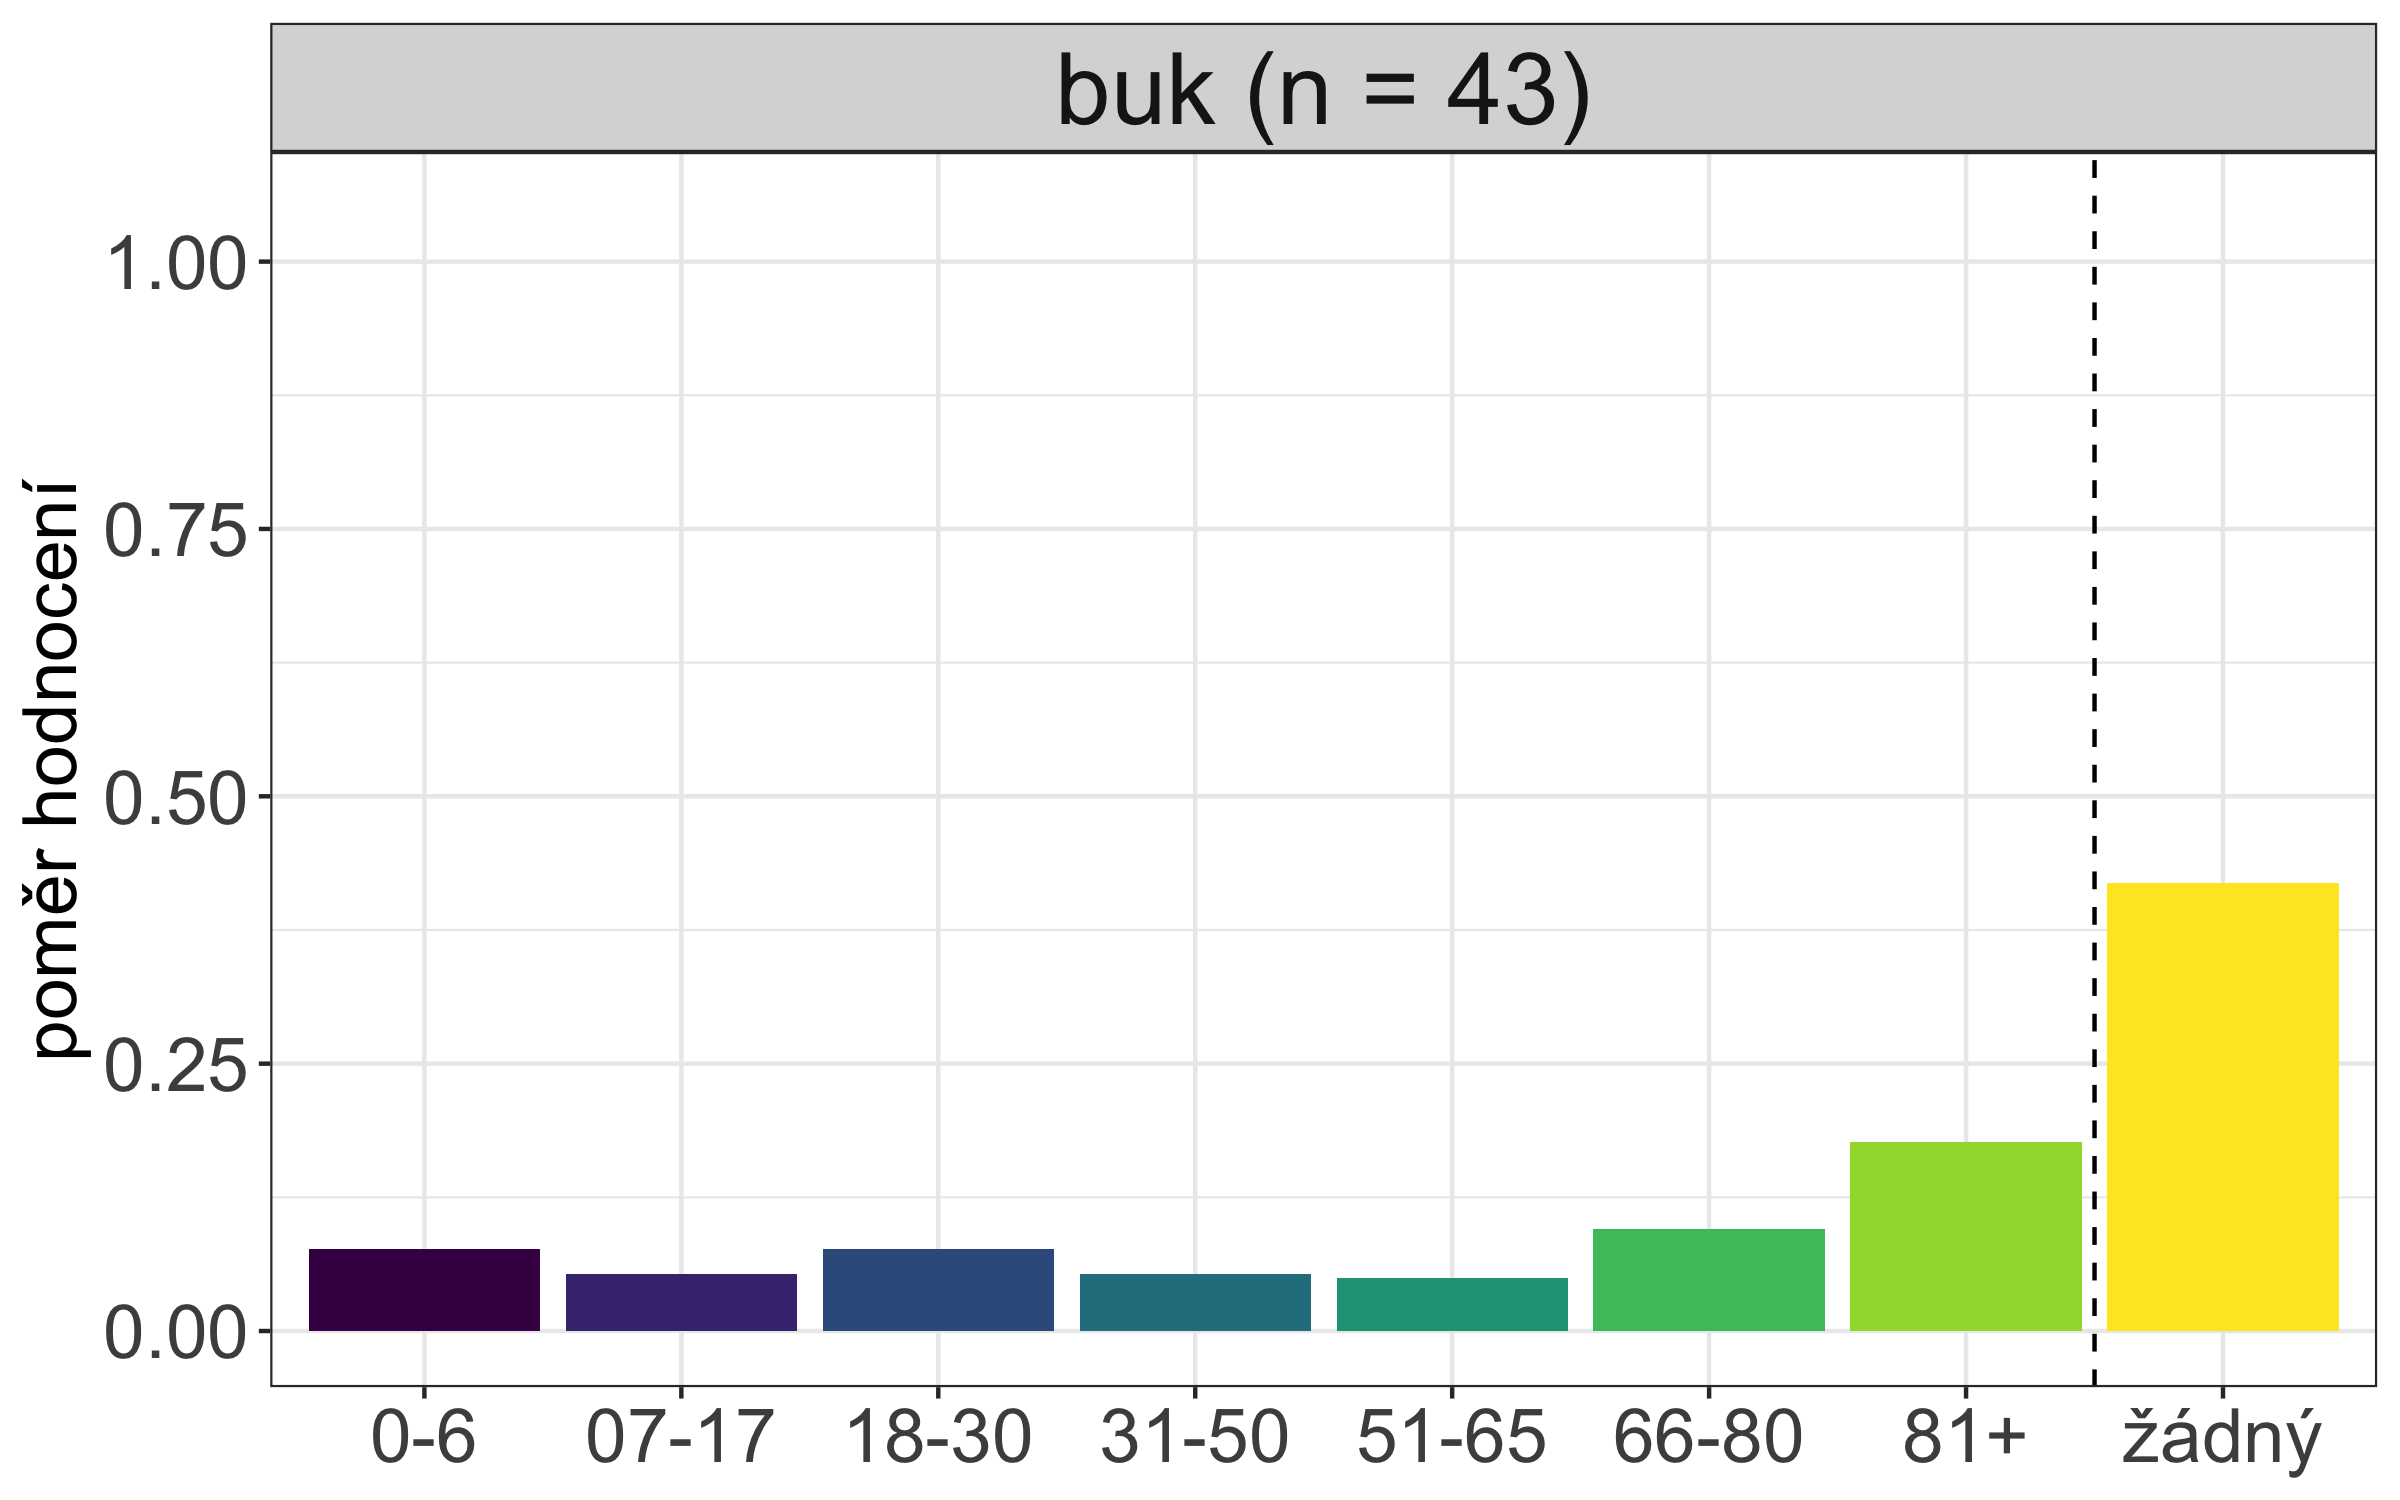 buk (n = 43)
poměr hodnocení
1.00
0.75
0.50
0.25
0.00
0-6 07-17 18-30 31-50 51-65 66-80 81+ žádný